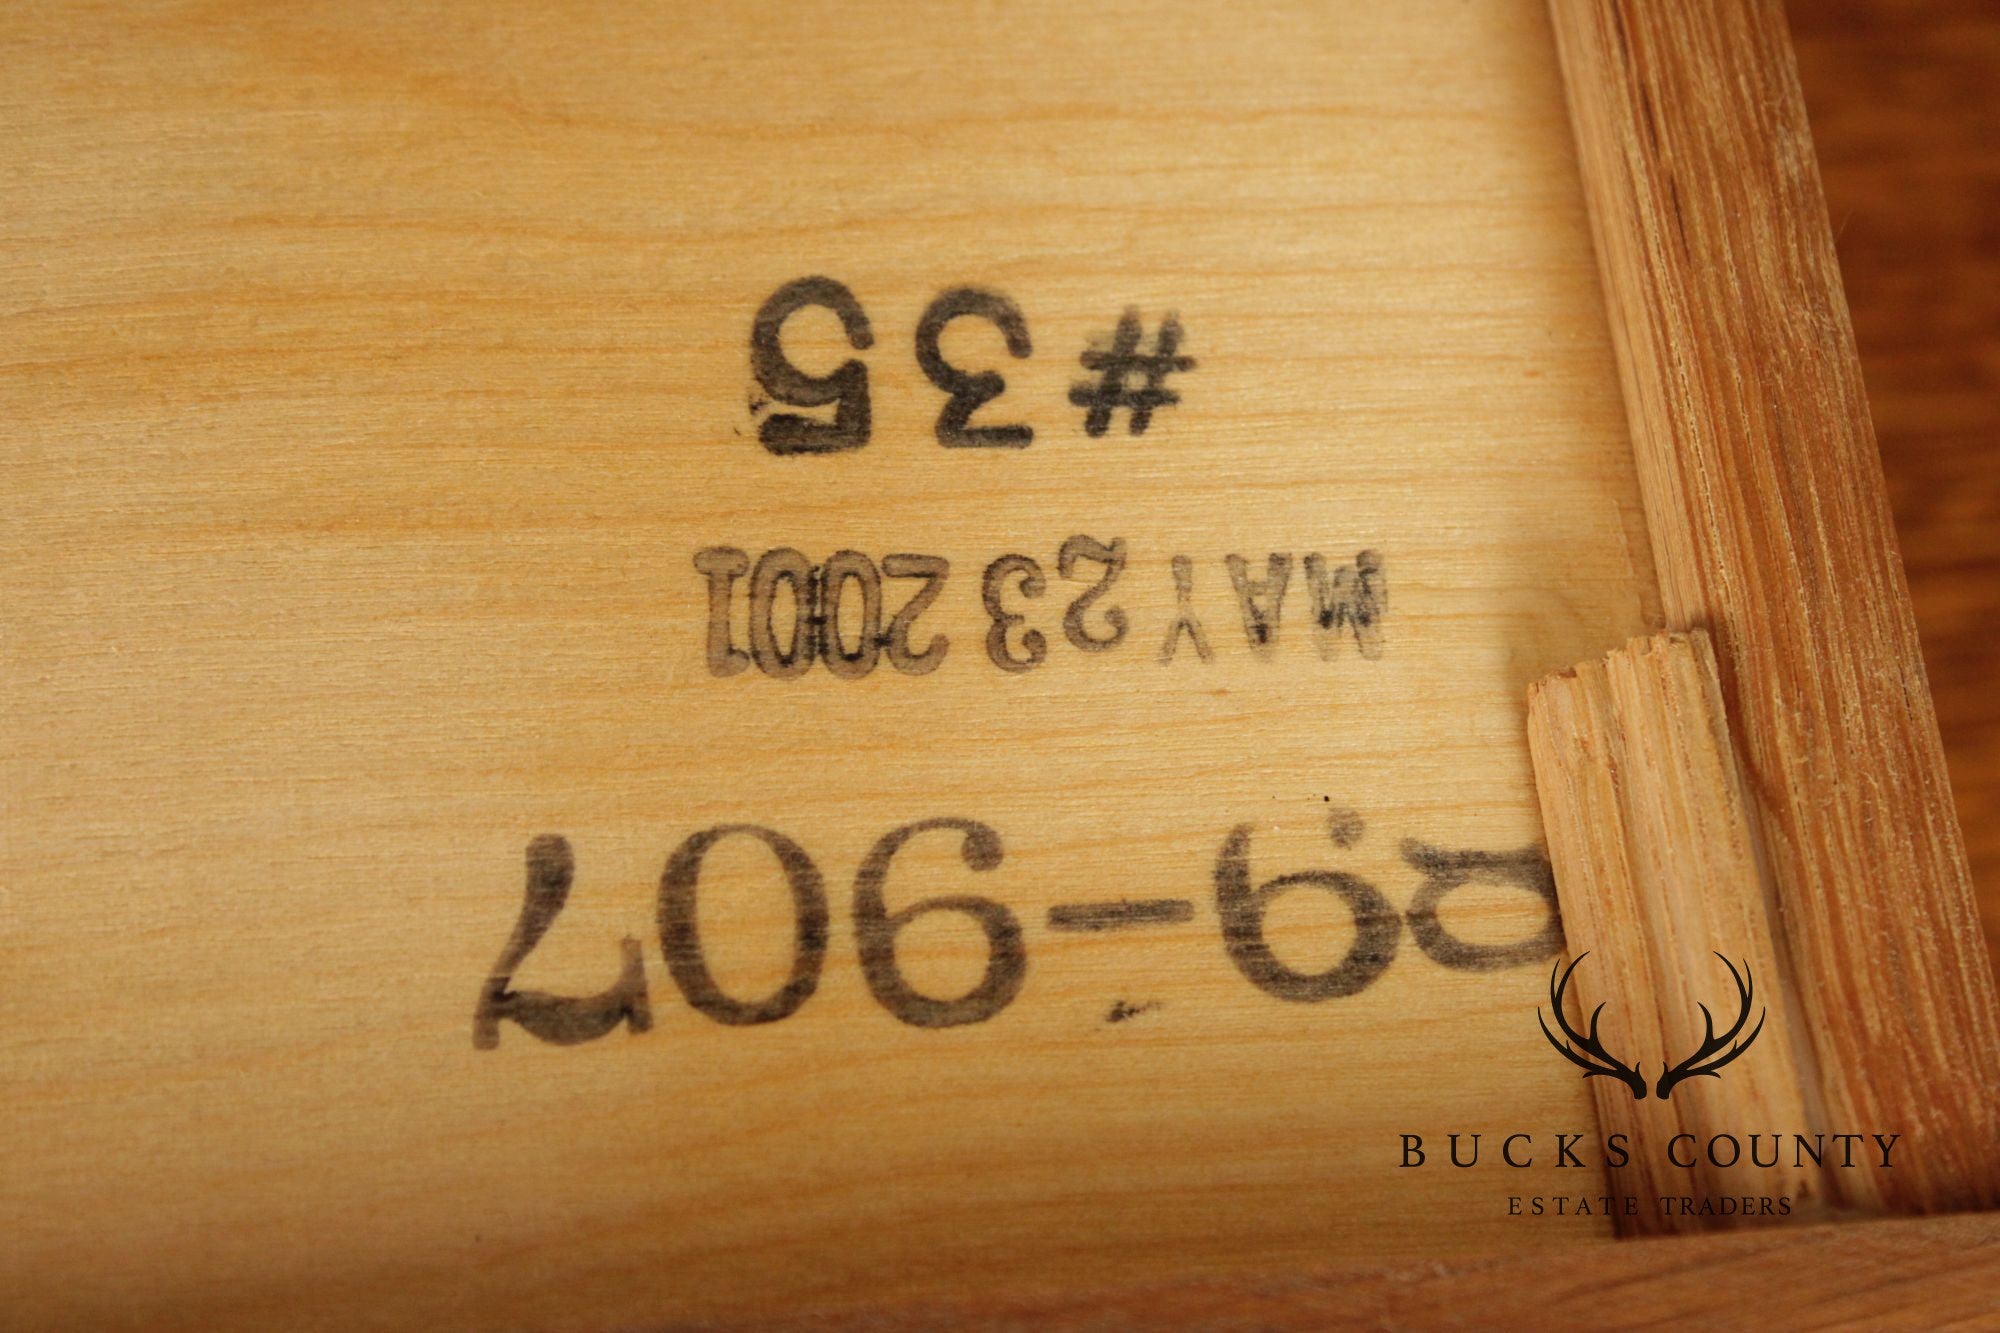 89-907
MAY 23 2001
#35
BUCKS COUNTY
ESTATE TRADERS